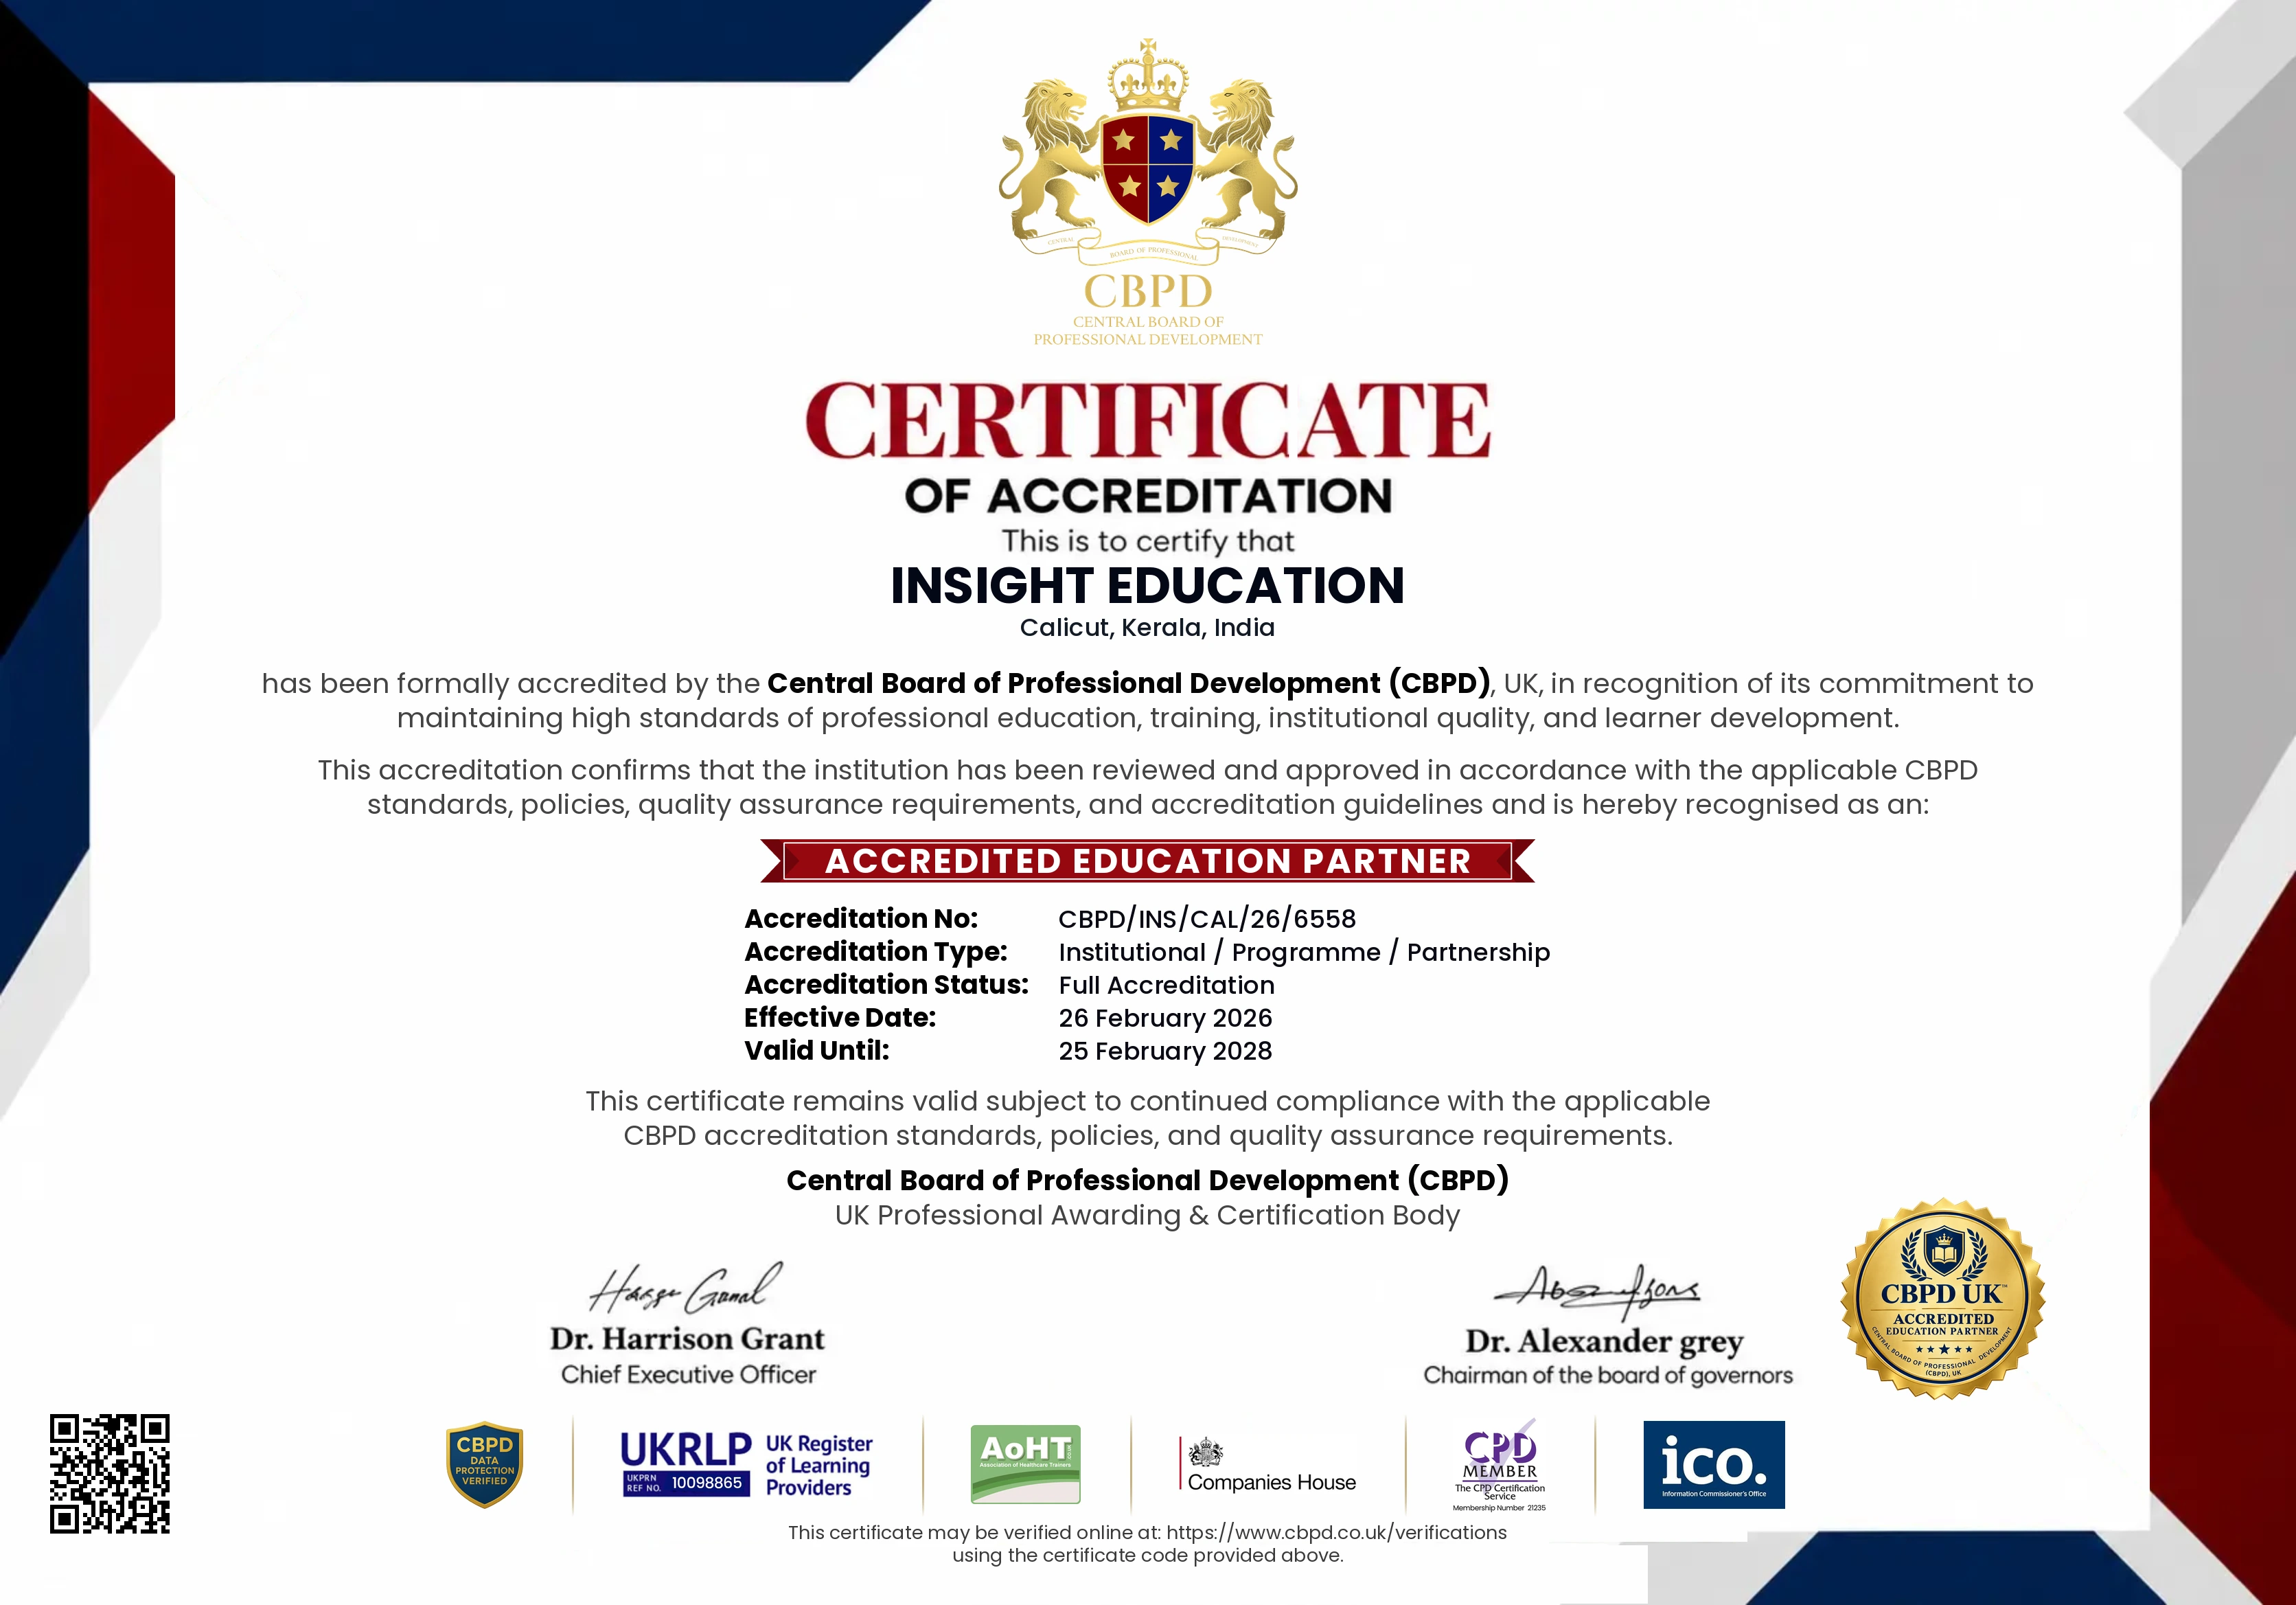 CENTRAL
BOARD OF PROFESSIONAL
DEVELOPMENT
CBPD
CENTRAL BOARD OF
PROFESSIONAL DEVELOPMENT
CERTIFICATE
OF ACCREDITATION
This is to certify that
INSIGHT EDUCATION
Calicut, Kerala, India
has been formally accredited by the Central Board of Professional Development (CBPD), UK, in recognition of its commitment to
maintaining high standards of professional education, training, institutional quality, and learner development.
This accreditation confirms that the institution has been reviewed and approved in accordance with the applicable CBPD
standards, policies, quality assurance requirements, and accreditation guidelines and is hereby recognised as an:
ACCREDITED EDUCATION PARTNER
Accreditation No: CBPD/INS/CAL/26/6558
Accreditation Type: Institutional / Programme / Partnership
Accreditation Status: Full Accreditation
Effective Date: 26 February 2026
Valid Until: 25 February 2028
This certificate remains valid subject to continued compliance with the applicable
CBPD accreditation standards, policies, and quality assurance requirements.
Central Board of Professional Development (CBPD)
UK Professional Awarding & Certification Body
Dr. Harrison Grant
Chief Executive Officer
Dr. Alexander grey
Chairman of the board of governors
CBPD UK™
ACCREDITED
EDUCATION PARTNER
CENTRAL BOARD OF PROFESSIONAL DEVELOPMENT
(CBPD), UK
CBPD
DATA
PROTECTION
VERIFIED
UKRLP
UKPRN
REF NO. 10098865
UK Register
of Learning
Providers
AoHT
Association of Healthcare Trainers
Companies House
CPD
MEMBER
The CPD Certification
Service
Membership Number 21235
ico.
Information Commissioner's Office
This certificate may be verified online at: https://www.cbpd.co.uk/verifications
using the certificate code provided above.